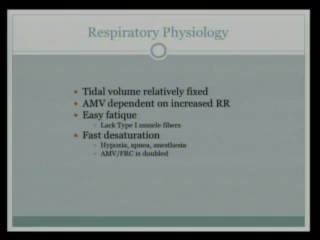 Respiratory Physiology
Tidal volume relatively fixed
AMV dependent on increased RR
Easy fatique
Lack Type I muscle fibers
Fast desaturation
Hypoxia, apnea, anesthesia
AMV/FRC is doubled